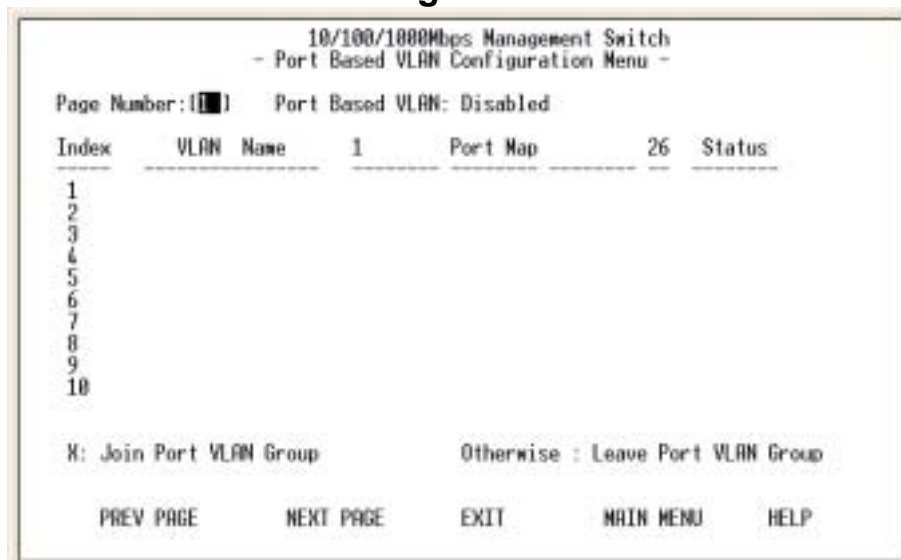 10/100/1000Mbps Management Switch
- Port Based VLAN Configuration Menu -
Page Number:[1 ] Port Based VLAN: Disabled
Index VLAN Name 1 Port Map 26 Status
----- ---------------- -------- -------- -------- -- --------
1
2
3
4
5
6
7
8
9
10
X: Join Port VLAN Group Otherwise : Leave Port VLAN Group
PREV PAGE NEXT PAGE EXIT MAIN MENU HELP